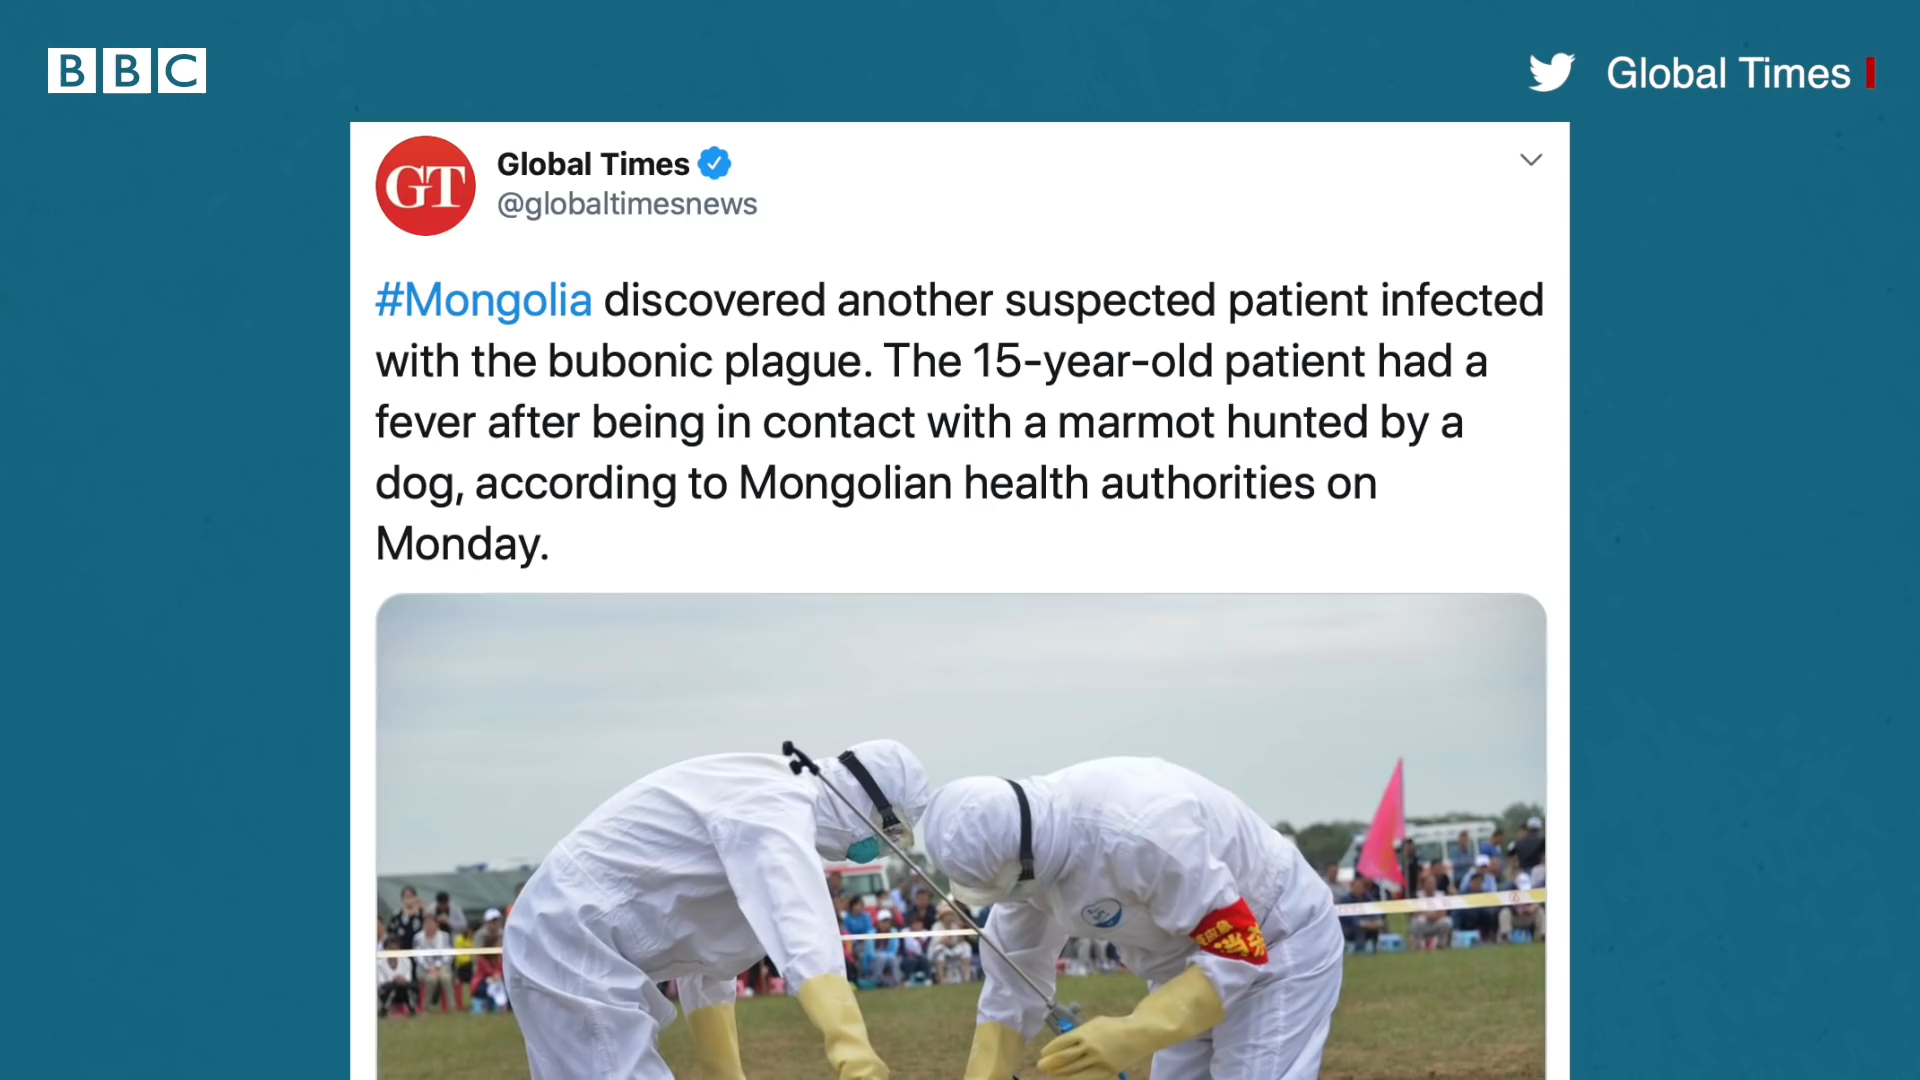 BBC
Global Times
GT
Global Times
@globaltimesnews
#Mongolia discovered another suspected patient infected
with the bubonic plague. The 15-year-old patient had a
fever after being in contact with a marmot hunted by a
dog, according to Mongolian health authorities on
Monday.